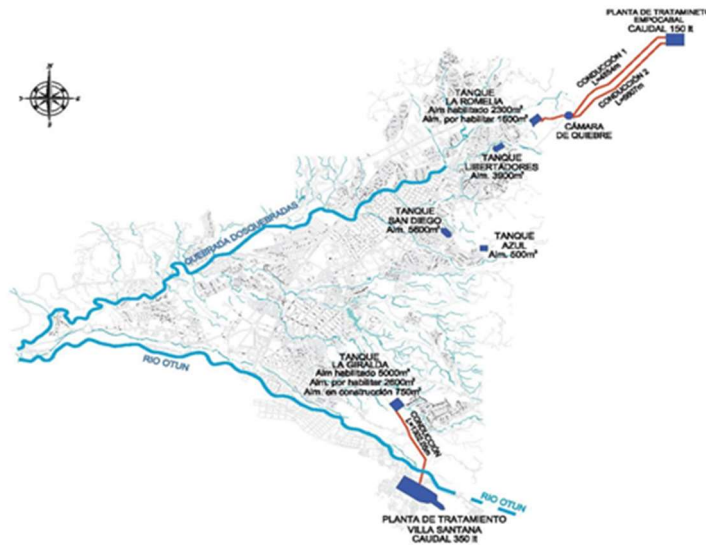 PLANTA DE TRATAMINETO
EMPOCABAL
CAUDAL 150 lt
CONDUCCIÓN 1
CONDUCCIÓN 2
TANQUE
LA ROMELIA
Alm habilitado 2300m³
Alm. por habilitar 1600m³
CÁMARA
DE QUIEBRE
TANQUE
LIBERTADORES
Alm. 3900m³
TANQUE
SAN DIEGO
Alm. 5600m³
TANQUE
AZUL
Alm. 500m³
QUEBRADA DOSQUEBRADAS
RIO OTUN
TANQUE
LA GIRALDA
Alm habilitado 5000m³
Alm. por habilitar 2600m³
Alm. en construcción 750m³
CONDUCCIÓN
RIO OTUN
PLANTA DE TRATAMIENTO
VILLA SANTANA
CAUDAL 350 lt